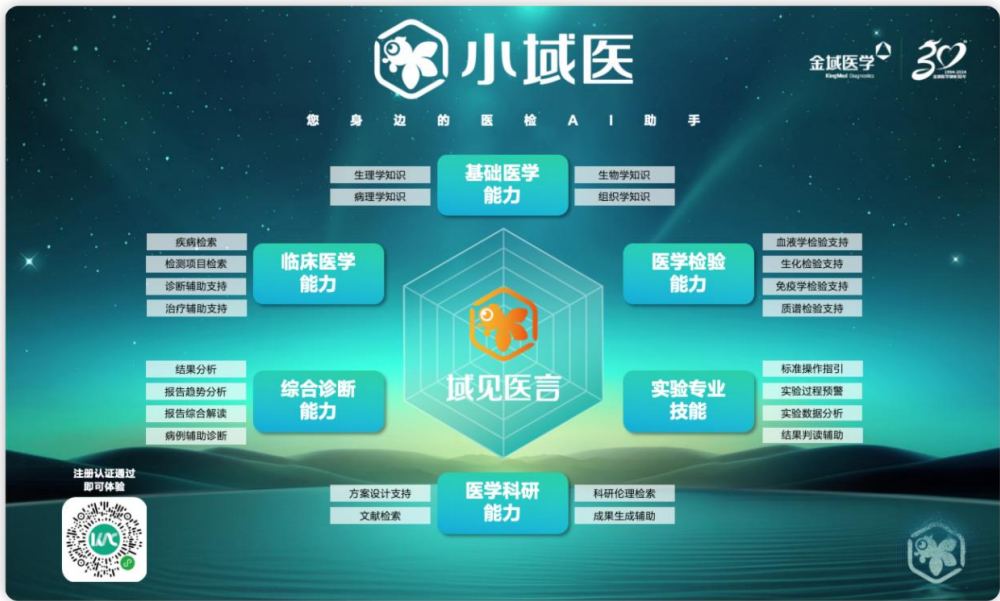 小域医
金域医学
KingMed Diagnostics
30
1994-2024
您身边的医检AI助手
生理学知识
病理学知识
基础医学
能力
生物学知识
组织学知识
疾病检索
检测项目检索
诊断辅助支持
治疗辅助支持
临床医学
能力
医学检验
能力
血液学检验支持
生化检验支持
免疫学检验支持
质谱检验支持
域见医言
结果分析
报告趋势分析
报告综合解读
病例辅助诊断
综合诊断
能力
实验专业
技能
标准操作指引
实验过程预警
实验数据分析
结果判读辅助
方案设计支持
文献检索
医学科研
能力
科研伦理检索
成果生成辅助
注册认证通过
即可体验